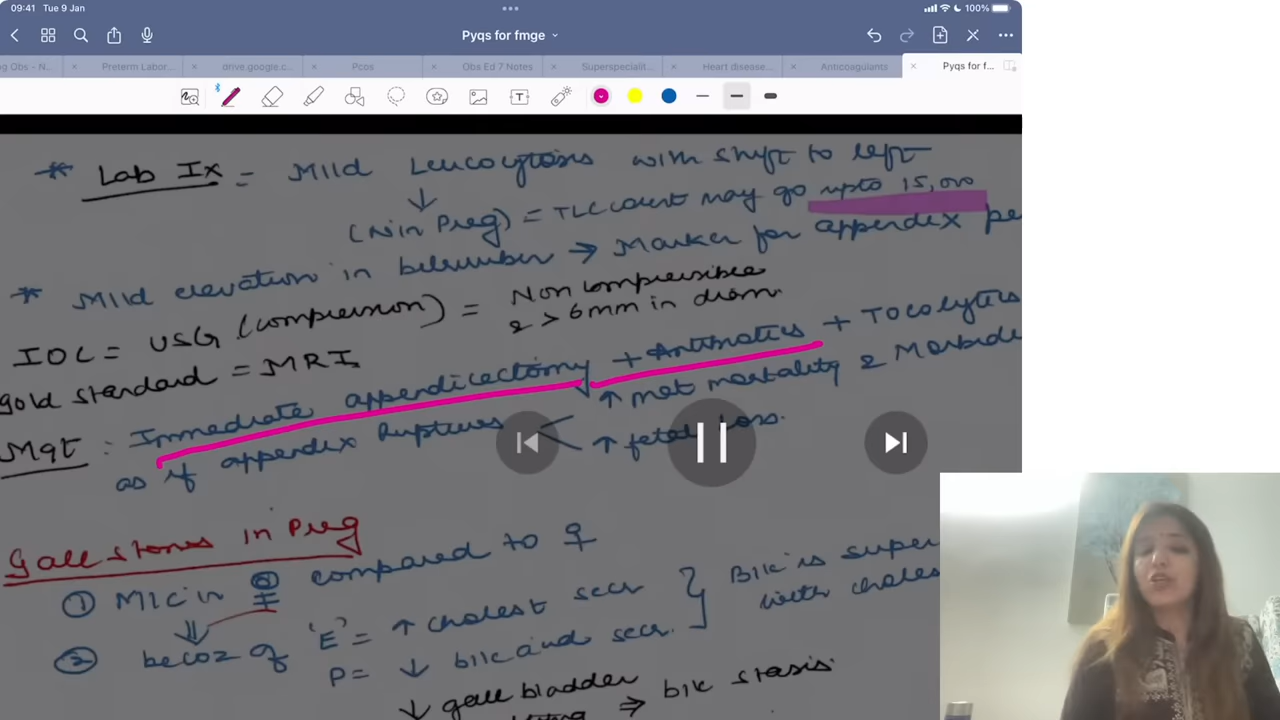 09:41 Tue 9 Jan
100%
Pyqs for fmge
g Obs - N...
Preterm Labor...
drive.google.c...
Pcos
Obs Ed 7 Notes
Superspecialit...
Heart disease...
Anticoagulants
Pyqs for f...
* Lab Ix = Mild Leucocytosis with shift to left
(N in Preg) = TLC count may go upto 15,000
* Mild elevation in → Marker for appendix pe
IOC = USG (compression) = Non compressible
& > 6mm in diam.
gold standard = MRI
Mgt : Immediate appendicectomy + Antibiotics + Tocolytics
as if appendix Ruptures ↑ mat mortality & Morbidi
↑ fetal loss.
Gall stones in Preg
① M/c in ♀ compared to
② becoz of 'E' = ↑ cholest secr } Bile is super
P = ↓ bile acid secr. with choles
↓ gall bladder
⇒ bile stasis